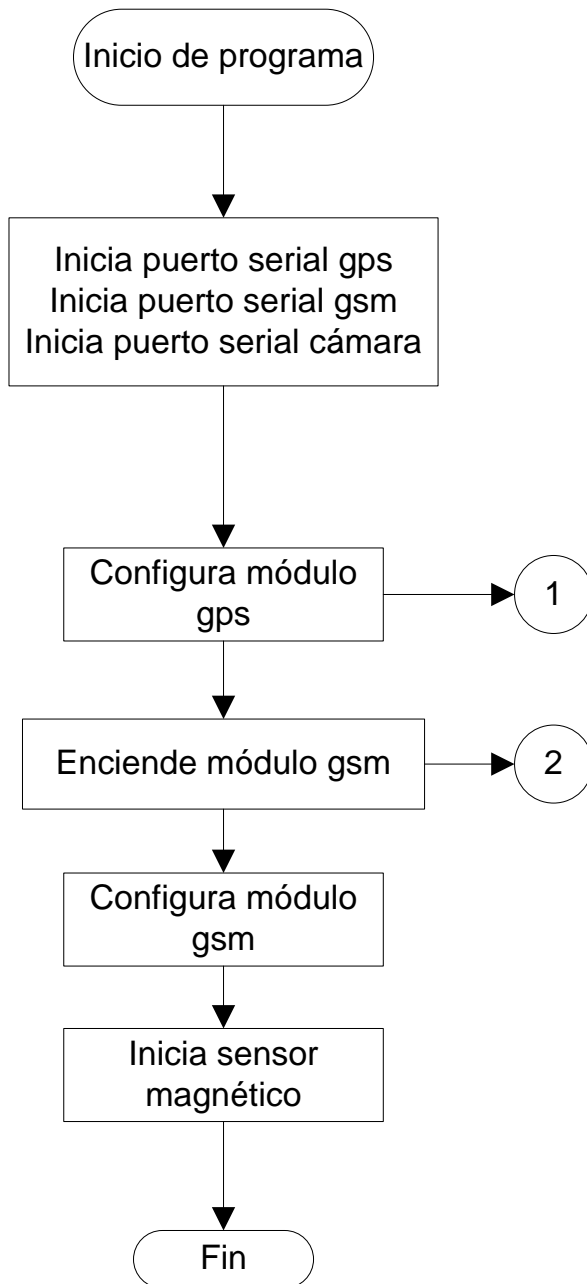 Inicio de programa
Inicia puerto serial gps
Inicia puerto serial gsm
Inicia puerto serial cámara
Configura módulo
gps
1
Enciende módulo gsm
2
Configura módulo
gsm
Inicia sensor
magnético
Fin